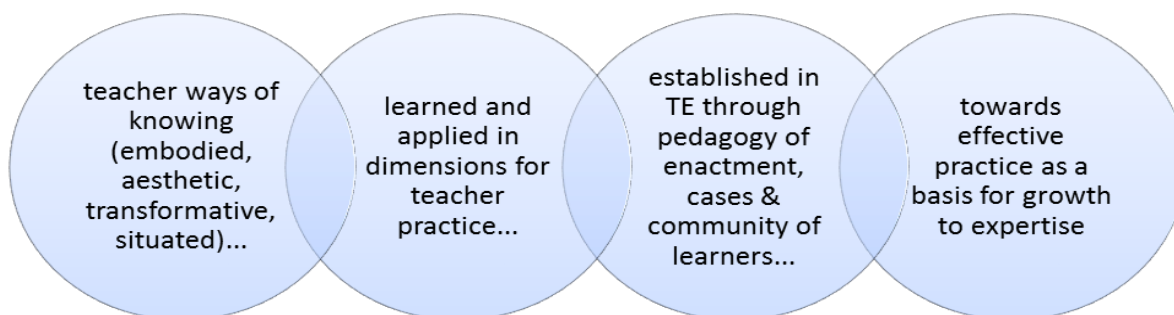 teacher ways of
knowing
(embodied,
aesthetic,
transformative,
situated)...
learned and
applied in
dimensions for
teacher
practice...
established in
TE through
pedagogy of
enactment,
cases &
community of
learners...
towards
effective
practice as a
basis for growth
to expertise